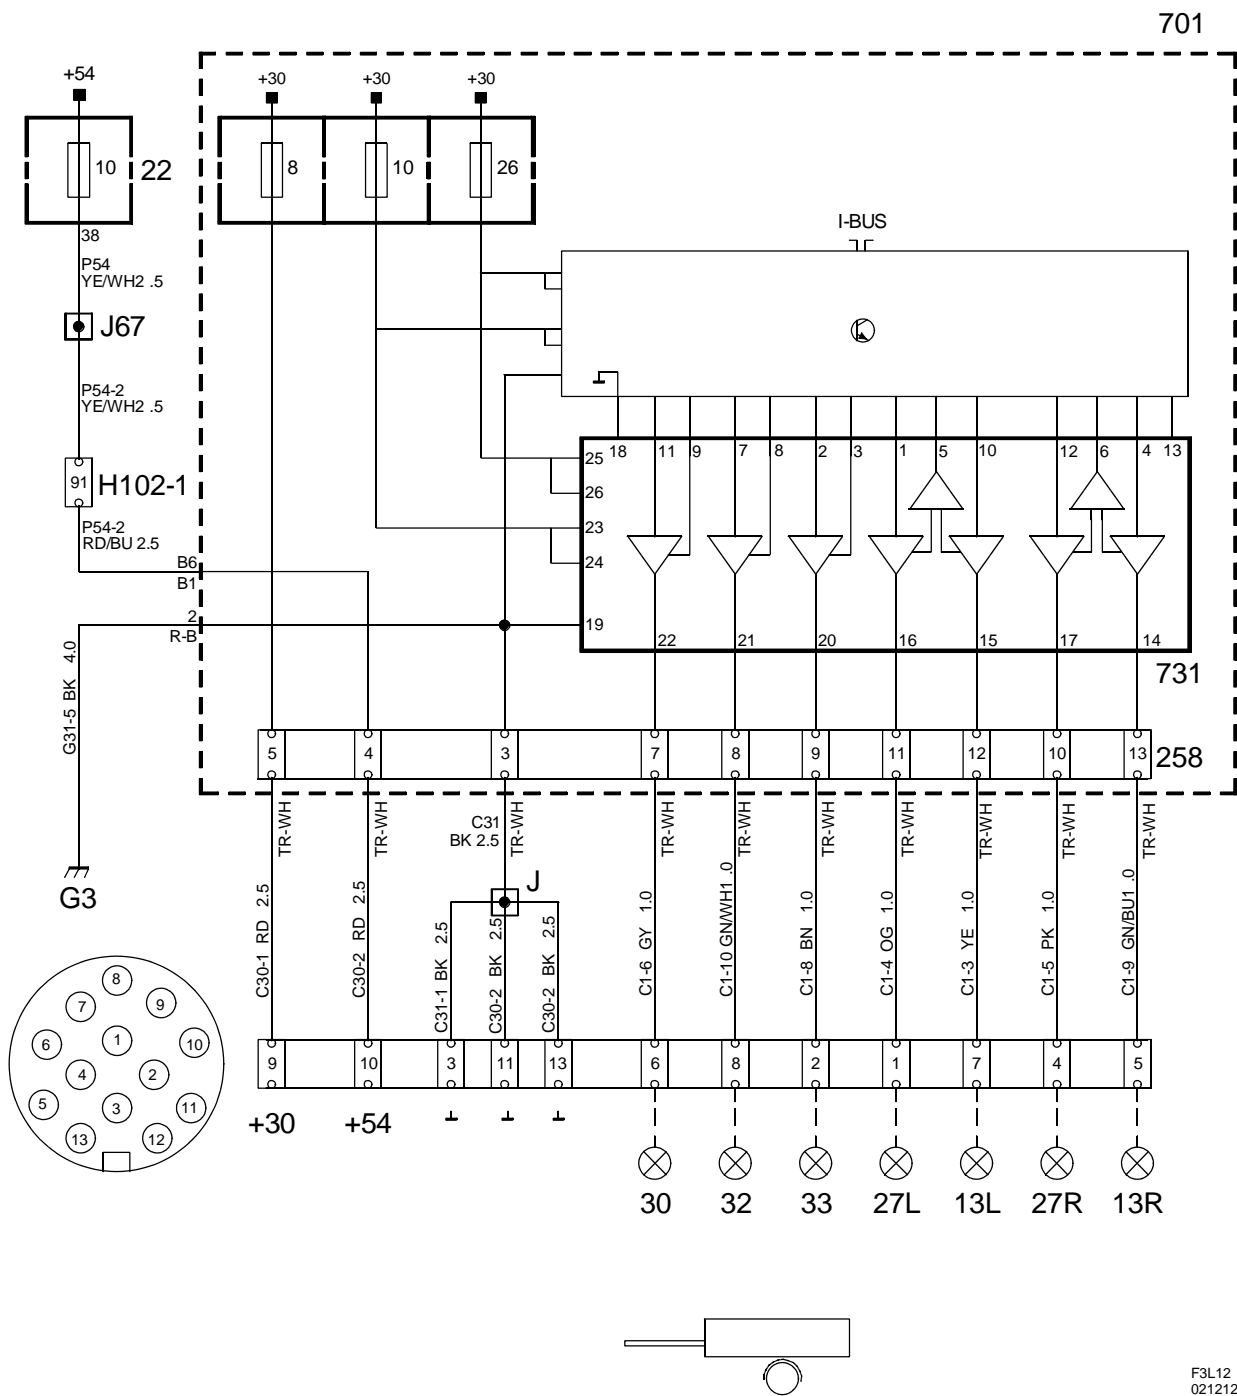 701
+54
+30
+30
+30
10
22
8
10
26
38
P54
YE/WH2 .5
I-BUS
J67
P54-2
YE/WH2 .5
18 11 9 7 8 2 3 1 5 10 12 6 4 13
25
26
91
H102-1
23
P54-2
RD/BU 2.5
24
B6
B1
2
R-B
19
22 21 20 16 15 17 14
731
G31-5 BK 4.0
5 4 3 7 8 9 11 12 10 13
258
TR-WH
TR-WH
C31
BK 2.5
TR-WH
TR-WH
TR-WH
TR-WH
TR-WH
TR-WH
TR-WH
TR-WH
G3
J
C30-1 RD 2.5
C30-2 RD 2.5
C31-1 BK 2.5
C30-2 BK 2.5
C30-2 BK 2.5
C1-6 GY 1.0
C1-10 GN/WH1 .0
C1-8 BN 1.0
C1-4 OG 1.0
C1-3 YE 1.0
C1-5 PK 1.0
C1-9 GN/BU1 .0
8
7
9
6
1
10
4
2
5
3
11
13
12
9 10 3 11 13 6 8 2 1 7 4 5
+30
+54
30 32 33 27L 13L 27R 13R
F3L12
021212